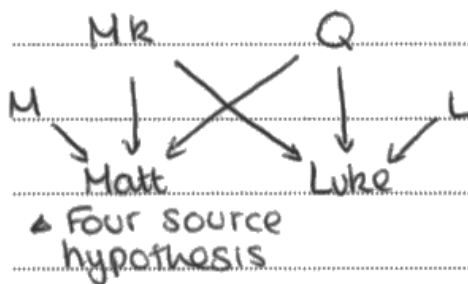 Mk Q
M L
Matt Luke
▲ Four source
hypothesis